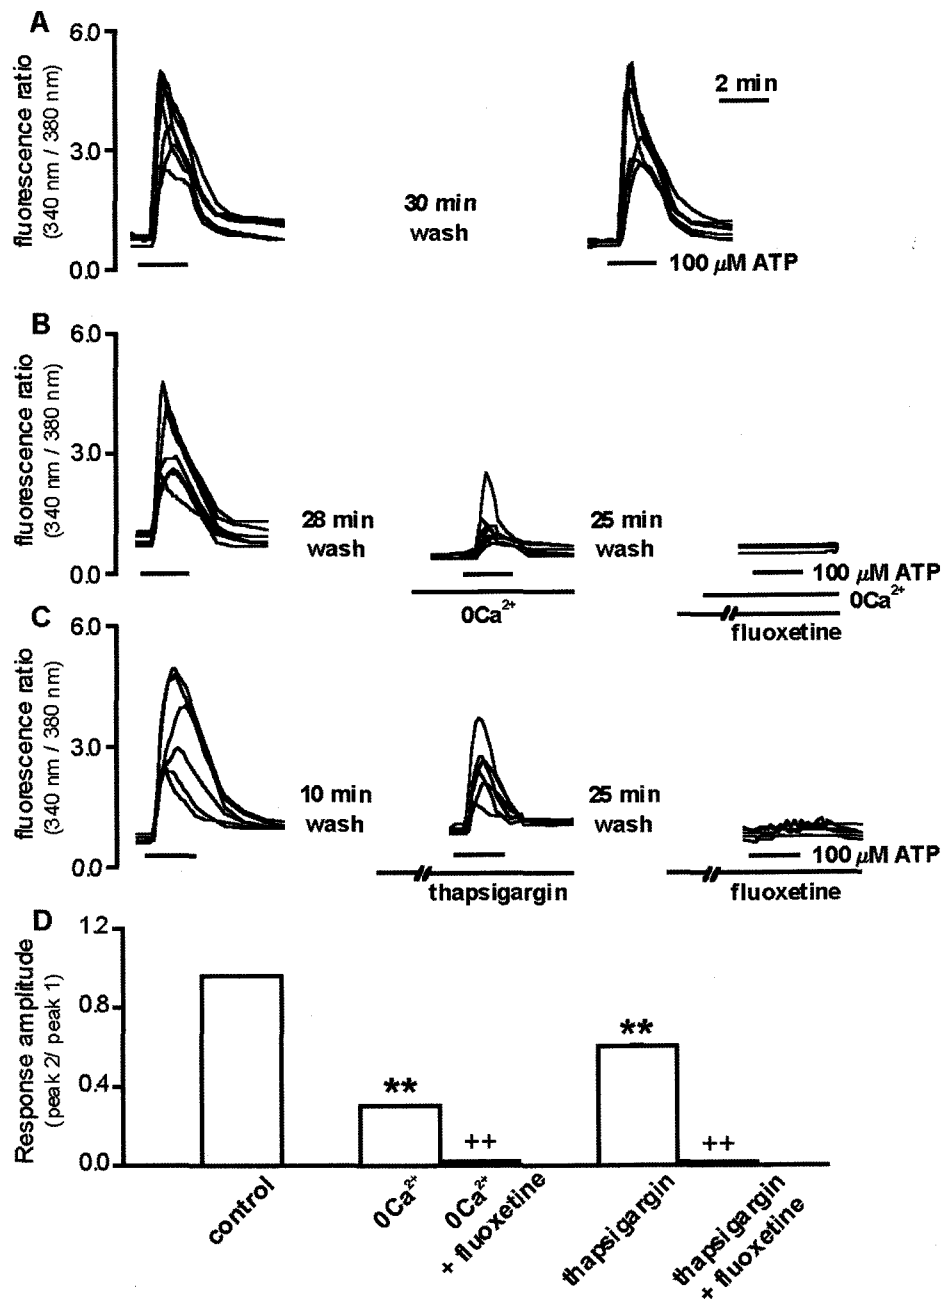 A
6.0
3.0
0.0
fluorescence ratio
(340 nm / 380 nm)
2 min
30 min
wash
100 μM ATP
B
6.0
3.0
0.0
fluorescence ratio
(340 nm / 380 nm)
28 min
wash
25 min
wash
0Ca²⁺
100 μM ATP
0Ca²⁺
fluoxetine
C
6.0
3.0
0.0
fluorescence ratio
(340 nm / 380 nm)
10 min
wash
25 min
wash
thapsigargin
100 μM ATP
fluoxetine
D
1.2
0.8
0.4
0.0
Response amplitude
(peak 2/ peak 1)
**
++
**
++
control
0Ca²⁺
0Ca²⁺
+ fluoxetine
thapsigargin
thapsigargin
+ fluoxetine